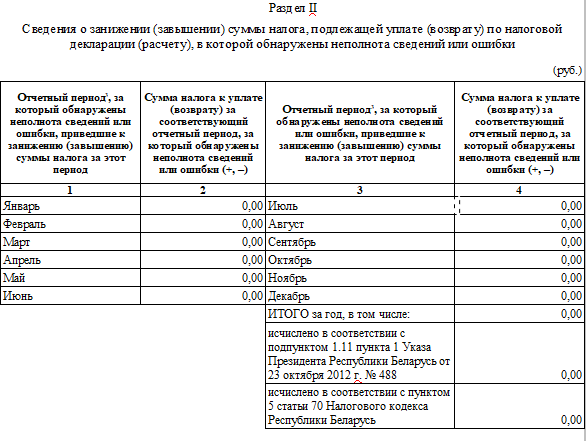 Раздел II
Сведения о занижении (завышении) суммы налога, подлежащей уплате (возврату) по налоговой
декларации (расчету), в которой обнаружены неполнота сведений или ошибки
(руб.)
Отчетный период³, за
который обнаружены
неполнота сведений или
ошибки, приведшие к
занижению (завышению)
суммы налога за этот
период
Сумма налога к уплате
(возврату) за
соответствующий
отчетный период, за
который обнаружены
неполнота сведений
или ошибки (+, –)
Отчетный период³, за который
обнаружены неполнота сведений
или ошибки, приведшие к
занижению (завышению) суммы
налога за этот период
Сумма налога к уплате
(возврату) за
соответствующий
отчетный период, за
который обнаружены
неполнота сведений
или ошибки (+, –)
1 2 3 4
Январь 0,00 Июль 0,00
Февраль 0,00 Август 0,00
Март 0,00 Сентябрь 0,00
Апрель 0,00 Октябрь 0,00
Май 0,00 Ноябрь 0,00
Июнь 0,00 Декабрь 0,00
ИТОГО за год, в том числе: 0,00
исчислено в соответствии с
подпунктом 1.11 пункта 1 Указа
Президента Республики Беларусь от
23 октября 2012 г. № 488 0,00
исчислено в соответствии с пунктом
5 статьи 70 Налогового кодекса
Республики Беларусь 0,00